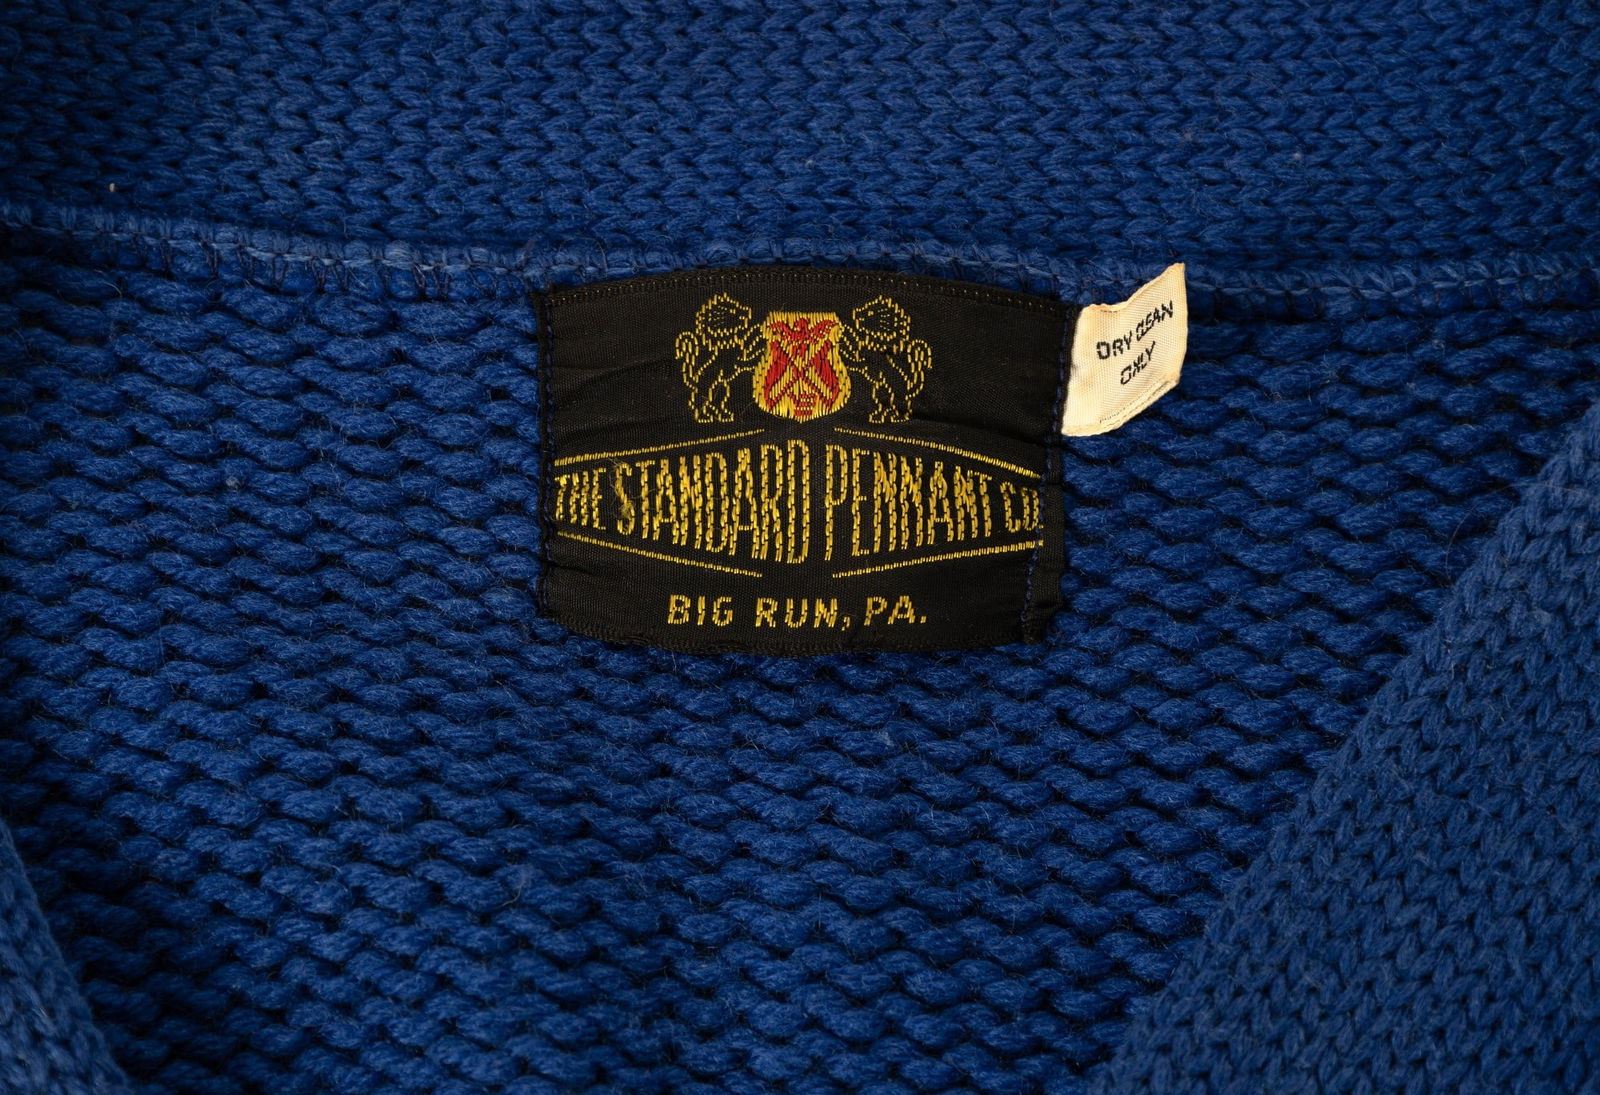 THE STANDARD PENNANT CO.
BIG RUN, PA.
DRY CLEAN
ONLY